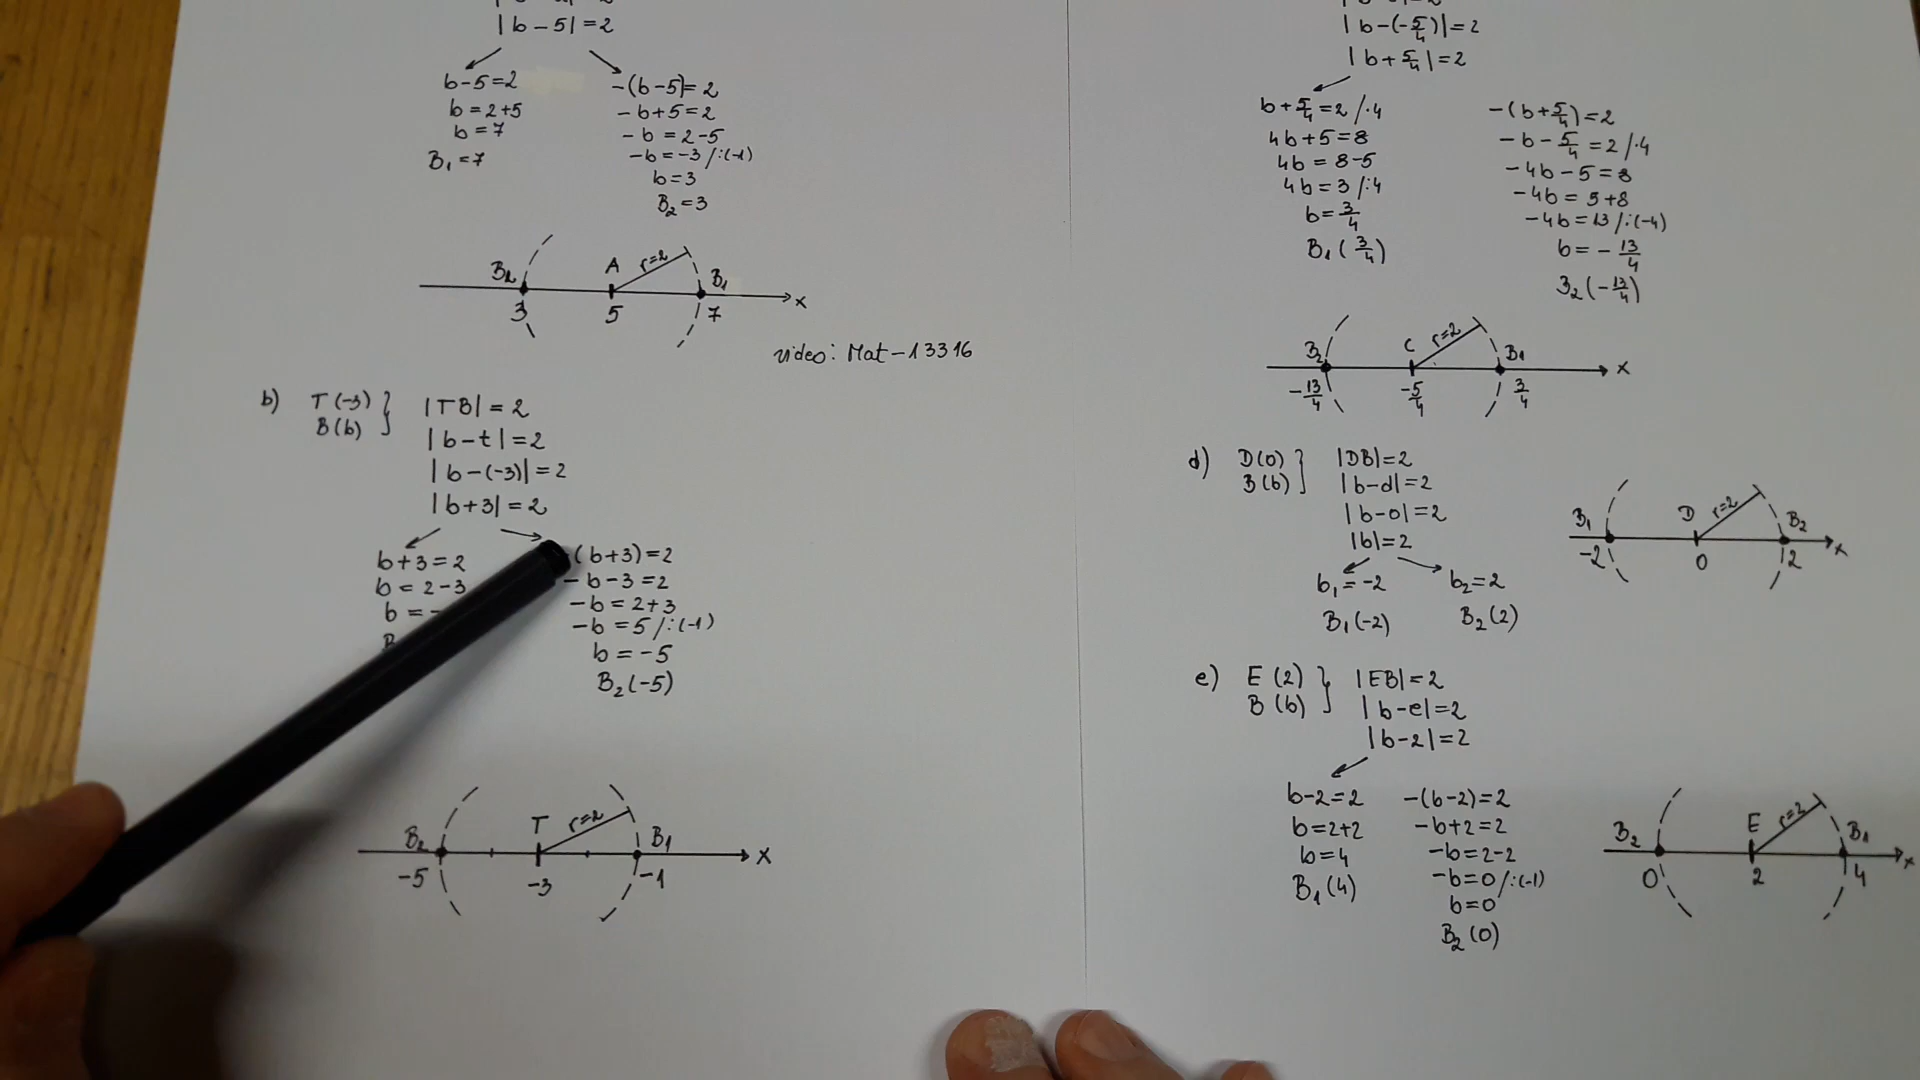 |b-5|=2
b-5=2
b=2+5
b=7
B₁=7
-(b-5)=2
-b+5=2
-b=2-5
-b=-3/:(-1)
b=3
B₂=3
B₂ A r=2 B₁
3 5 7 x
video: Mat-13316
b) T(-3) } |TB|=2
B(b)
|b-t|=2
|b-(-3)|=2
|b+3|=2
b+3=2
b=2-3
b=-
(b+3)=2
-b-3=2
-b=2+3
-b=5/:(-1)
b=-5
B₂(-5)
B₂ T r=2 B₁
-5 -3 -1 x
|b-(-5/4)|=2
|b+5/4|=2
b+5/4=2/·4
4b+5=8
4b=8-5
4b=3/:4
b=3/4
B₁(3/4)
-(b+5/4)=2
-b-5/4=2/·4
-4b-5=8
-4b=5+8
-4b=13/:(-4)
b=-13/4
B₂(-13/4)
B₂ C r=2 B₁
-13/4 -5/4 3/4 x
d) D(0) } |DB|=2
B(b) |b-d|=2
|b-0|=2
|b|=2
b₁=-2 b₂=2
B₁(-2) B₂(2)
B₁ D r=2 B₂
-2 0 2 x
e) E(2) } |EB|=2
B(b) |b-e|=2
|b-2|=2
b-2=2
b=2+2
b=4
B₁(4)
-(b-2)=2
-b+2=2
-b=2-2
-b=0/:(-1)
b=0
B₂(0)
B₂ E r=2 B₁
0 2 4 x